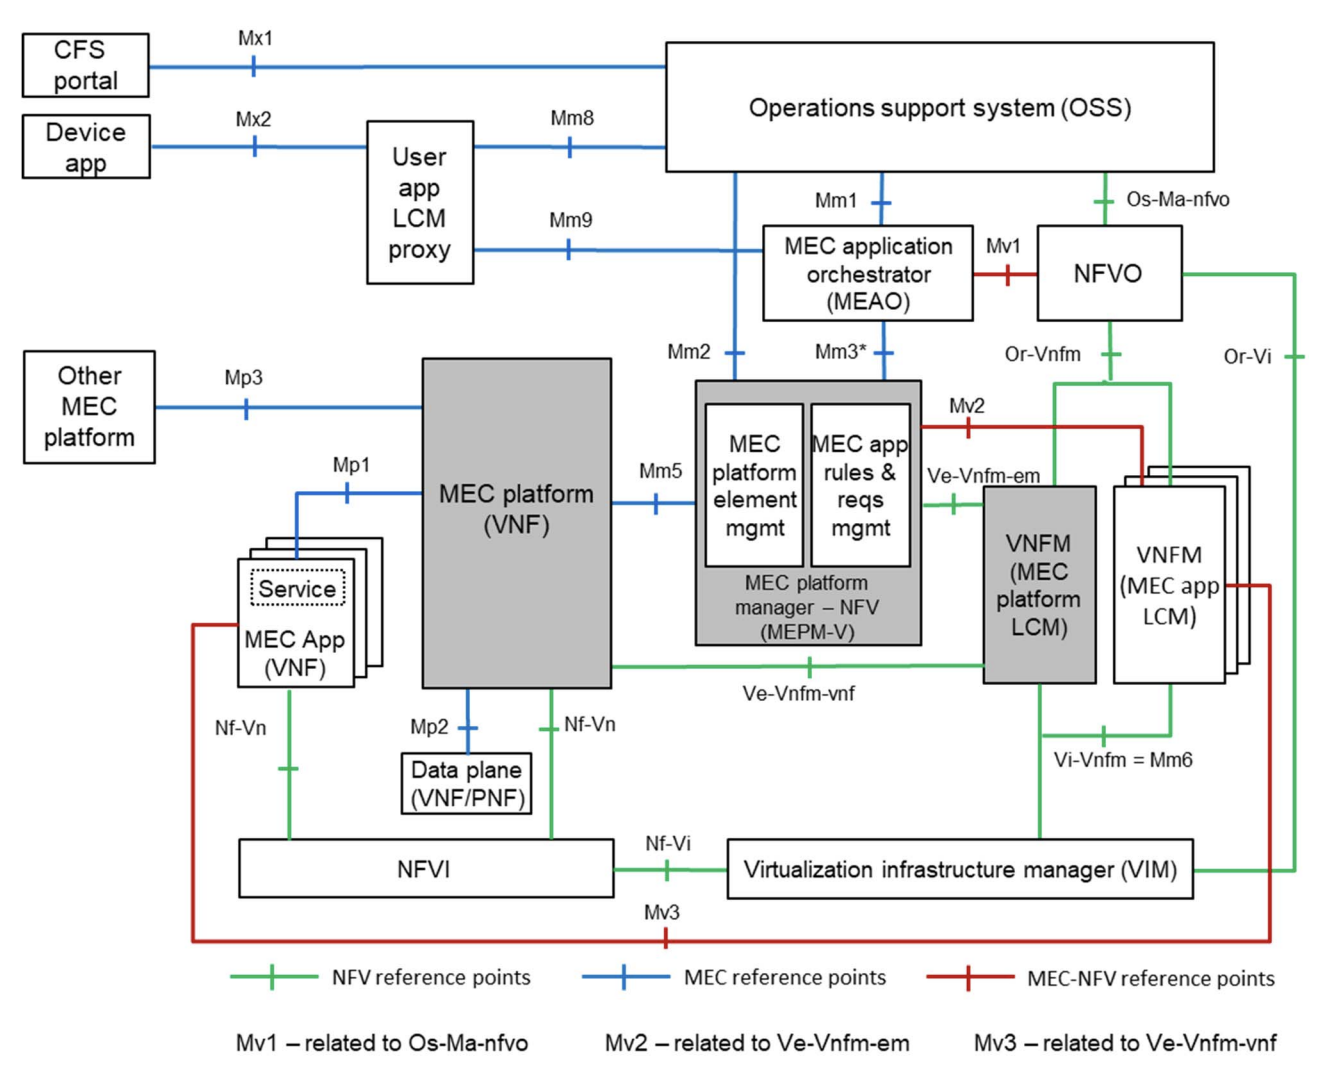 CFS
portal
Mx1
Operations support system (OSS)
Device
app
Mx2
User
app
LCM
proxy
Mm8
Mm9
Mm1
Os-Ma-nfvo
MEC application
orchestrator
(MEAO)
Mv1
NFVO
Mm2
Mm3*
Or-Vnfm
Or-Vi
Other
MEC
platform
Mp3
Mp1
MEC platform
(VNF)
Mm5
MEC
platform
element
mgmt
MEC app
rules &
reqs
mgmt
MEC platform
manager – NFV
(MEPM-V)
Mv2
Ve-Vnfm-em
VNFM
(MEC
platform
LCM)
VNFM
(MEC app
LCM)
Service
MEC App
(VNF)
Ve-Vnfm-vnf
Nf-Vn
Mp2
Nf-Vn
Data plane
(VNF/PNF)
Vi-Vnfm = Mm6
NFVI
Nf-Vi
Virtualization infrastructure manager (VIM)
Mv3
NFV reference points
MEC reference points
MEC-NFV reference points
Mv1 – related to Os-Ma-nfvo
Mv2 – related to Ve-Vnfm-em
Mv3 – related to Ve-Vnfm-vnf